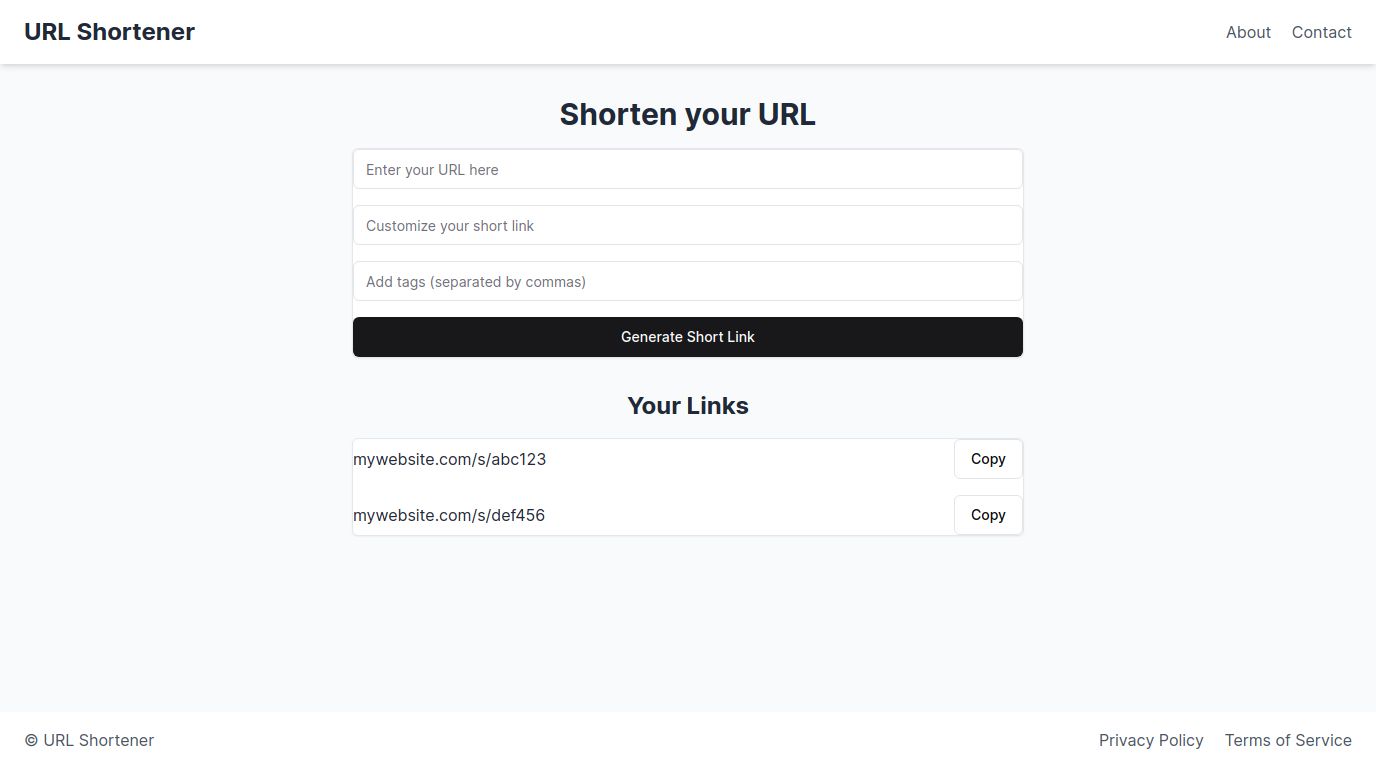 URL Shortener
About Contact
Shorten your URL
Enter your URL here
Customize your short link
Add tags (separated by commas)
Generate Short Link
Your Links
mywebsite.com/s/abc123 Copy
mywebsite.com/s/def456 Copy
© URL Shortener
Privacy Policy Terms of Service